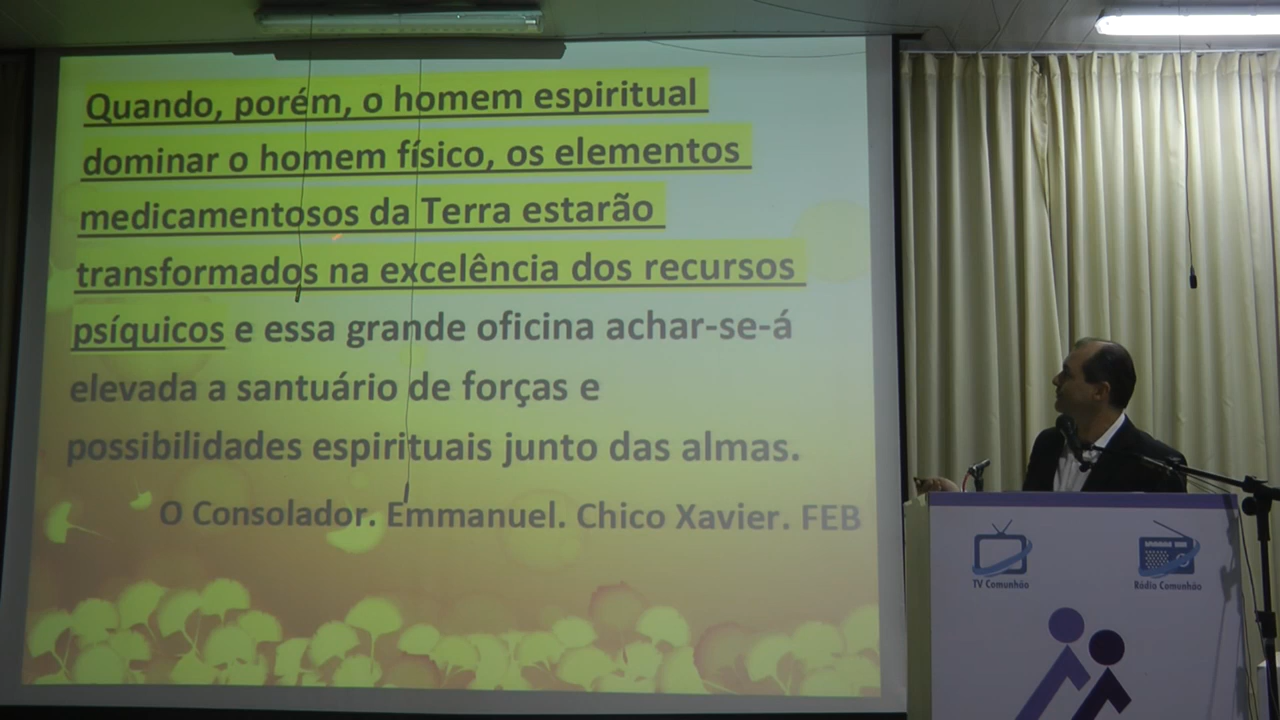 Quando, porém, o homem espiritual
dominar o homem físico, os elementos
medicamentosos da Terra estarão
transformados na excelência dos recursos
psíquicos e essa grande oficina achar-se-á
elevada a santuário de forças e
possibilidades espirituais junto das almas.
O Consolador. Emmanuel. Chico Xavier. FEB
TV Comunhão
Rádio Comunhão